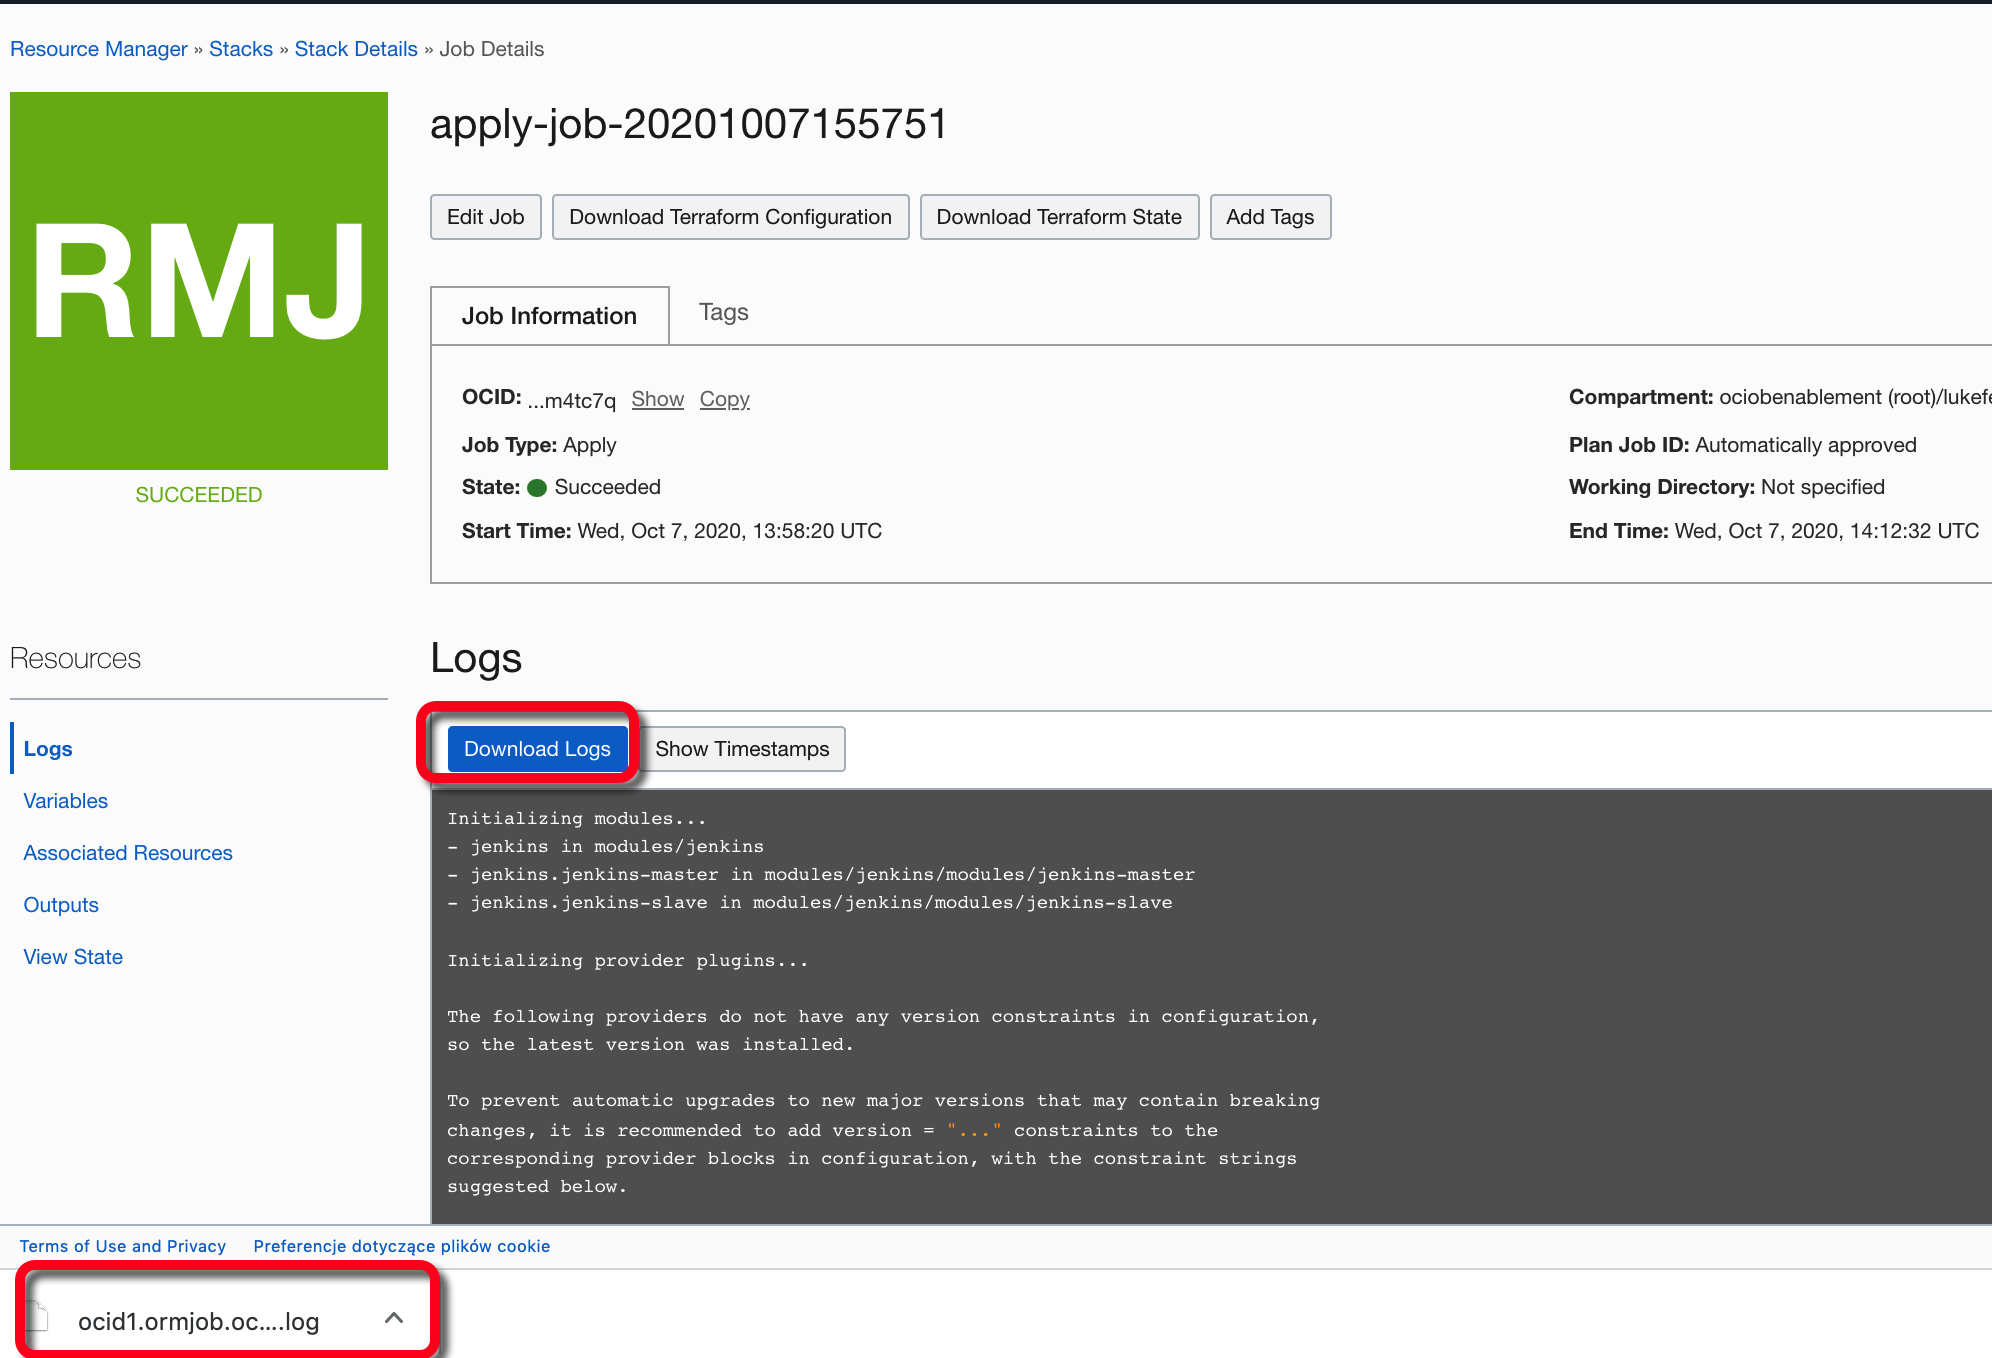 Resource Manager » Stacks » Stack Details » Job Details
RMJ
SUCCEEDED
apply-job-20201007155751
Edit Job
Download Terraform Configuration
Download Terraform State
Add Tags
Job Information
Tags
OCID: ...m4tc7q Show Copy
Job Type: Apply
State: Succeeded
Start Time: Wed, Oct 7, 2020, 13:58:20 UTC
Compartment: ociobenablement (root)/lukefe
Plan Job ID: Automatically approved
Working Directory: Not specified
End Time: Wed, Oct 7, 2020, 14:12:32 UTC
Resources
Logs
Variables
Associated Resources
Outputs
View State
Logs
Download Logs
Show Timestamps
Initializing modules...
- jenkins in modules/jenkins
- jenkins.jenkins-master in modules/jenkins/modules/jenkins-master
- jenkins.jenkins-slave in modules/jenkins/modules/jenkins-slave
Initializing provider plugins...
The following providers do not have any version constraints in configuration,
so the latest version was installed.
To prevent automatic upgrades to new major versions that may contain breaking
changes, it is recommended to add version = "..." constraints to the
corresponding provider blocks in configuration, with the constraint strings
suggested below.
Terms of Use and Privacy
Preferencje dotyczące plików cookie
ocid1.ormjob.oc....log